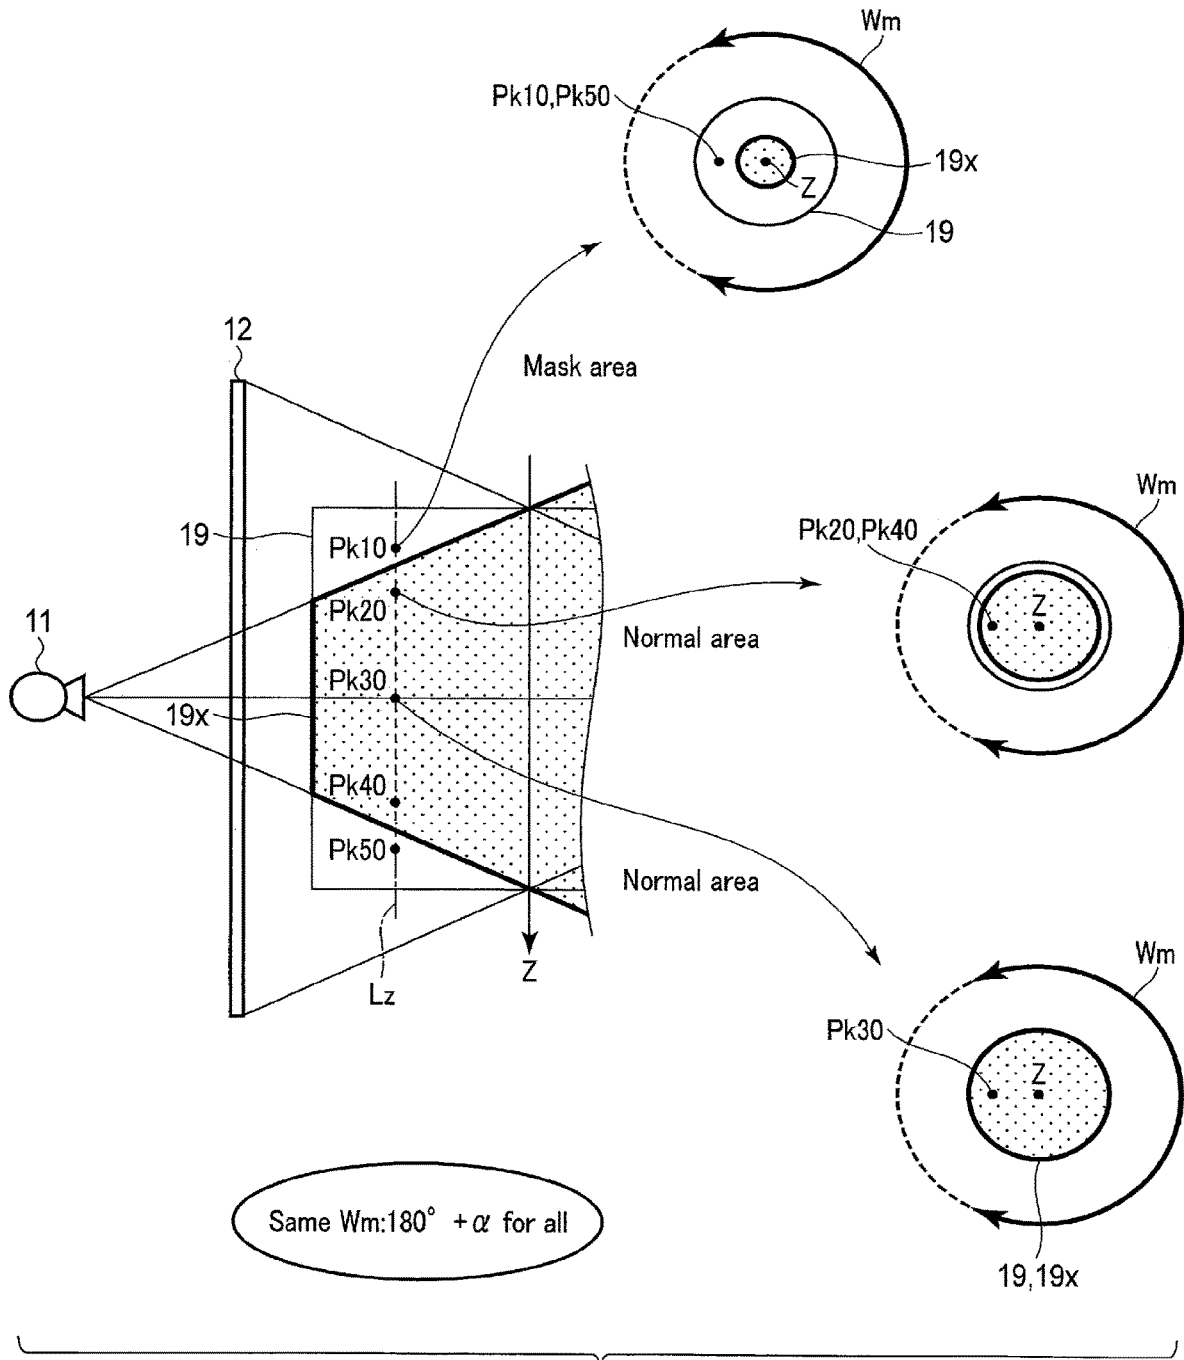 Wm
Pk10,Pk50
19x
Z
19
12
Mask area
Wm
19
Pk10
Pk20,Pk40
Pk20
Z
11
Normal area
Pk30
19x
Pk40
Pk50
Normal area
Wm
Z
Lz
Pk30
Z
Same Wm:180° +α for all
19,19x